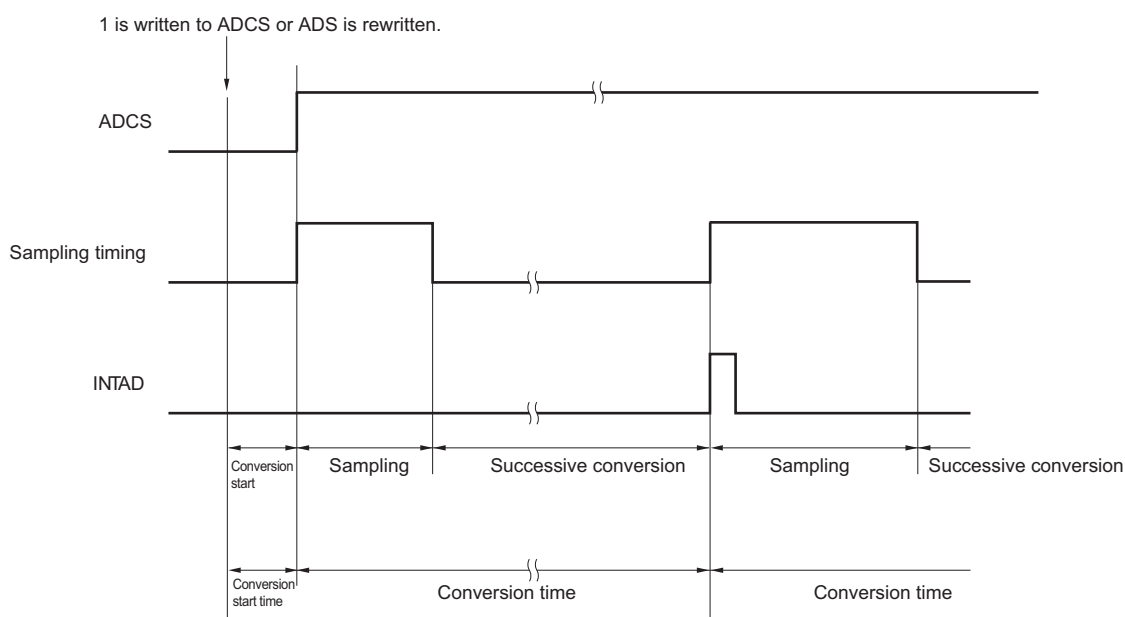 1 is written to ADCS or ADS is rewritten.
ADCS
Sampling timing
INTAD
Conversion
start
Sampling
Successive conversion
Sampling
Successive conversion
Conversion
start time
Conversion time
Conversion time